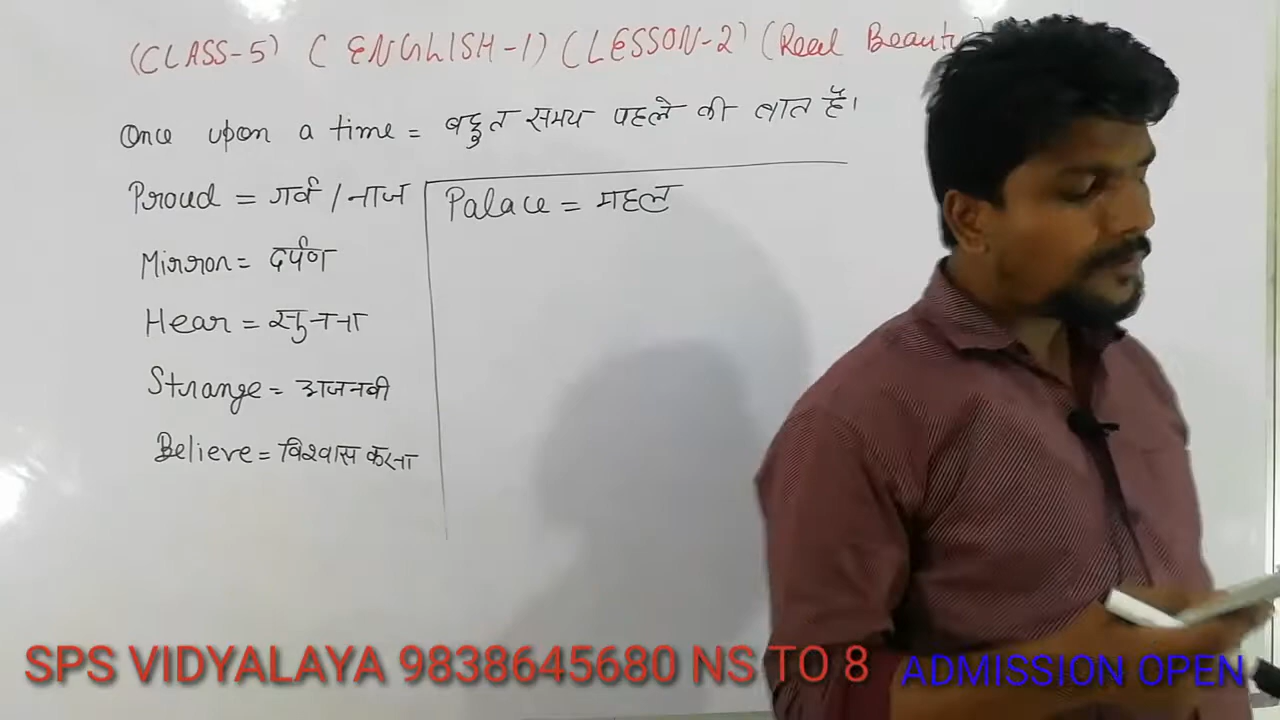 (CLASS-5) (ENGLISH-1) (LESSON-2) (Real Beauty
Once upon a time = बहुत समय पहले की बात है।
Proud = गर्व / नाज
Mirror = दर्पण
Hear = सुनना
Strange = अजनबी
Believe = विश्वास करना
Palace = महल
SPS VIDYALAYA 9838645680 NS TO 8 ADMISSION OPEN